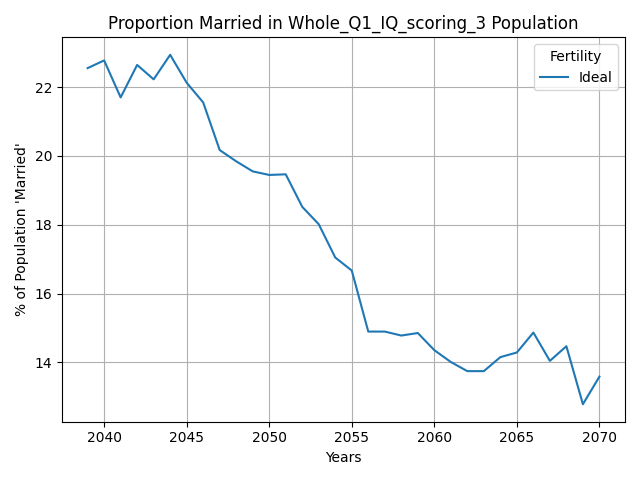 Proportion Married in Whole_Q1_IQ_scoring_3 Population
Fertility
Ideal
% of Population 'Married'
22
20
18
16
14
2040 2045 2050 2055 2060 2065 2070
Years